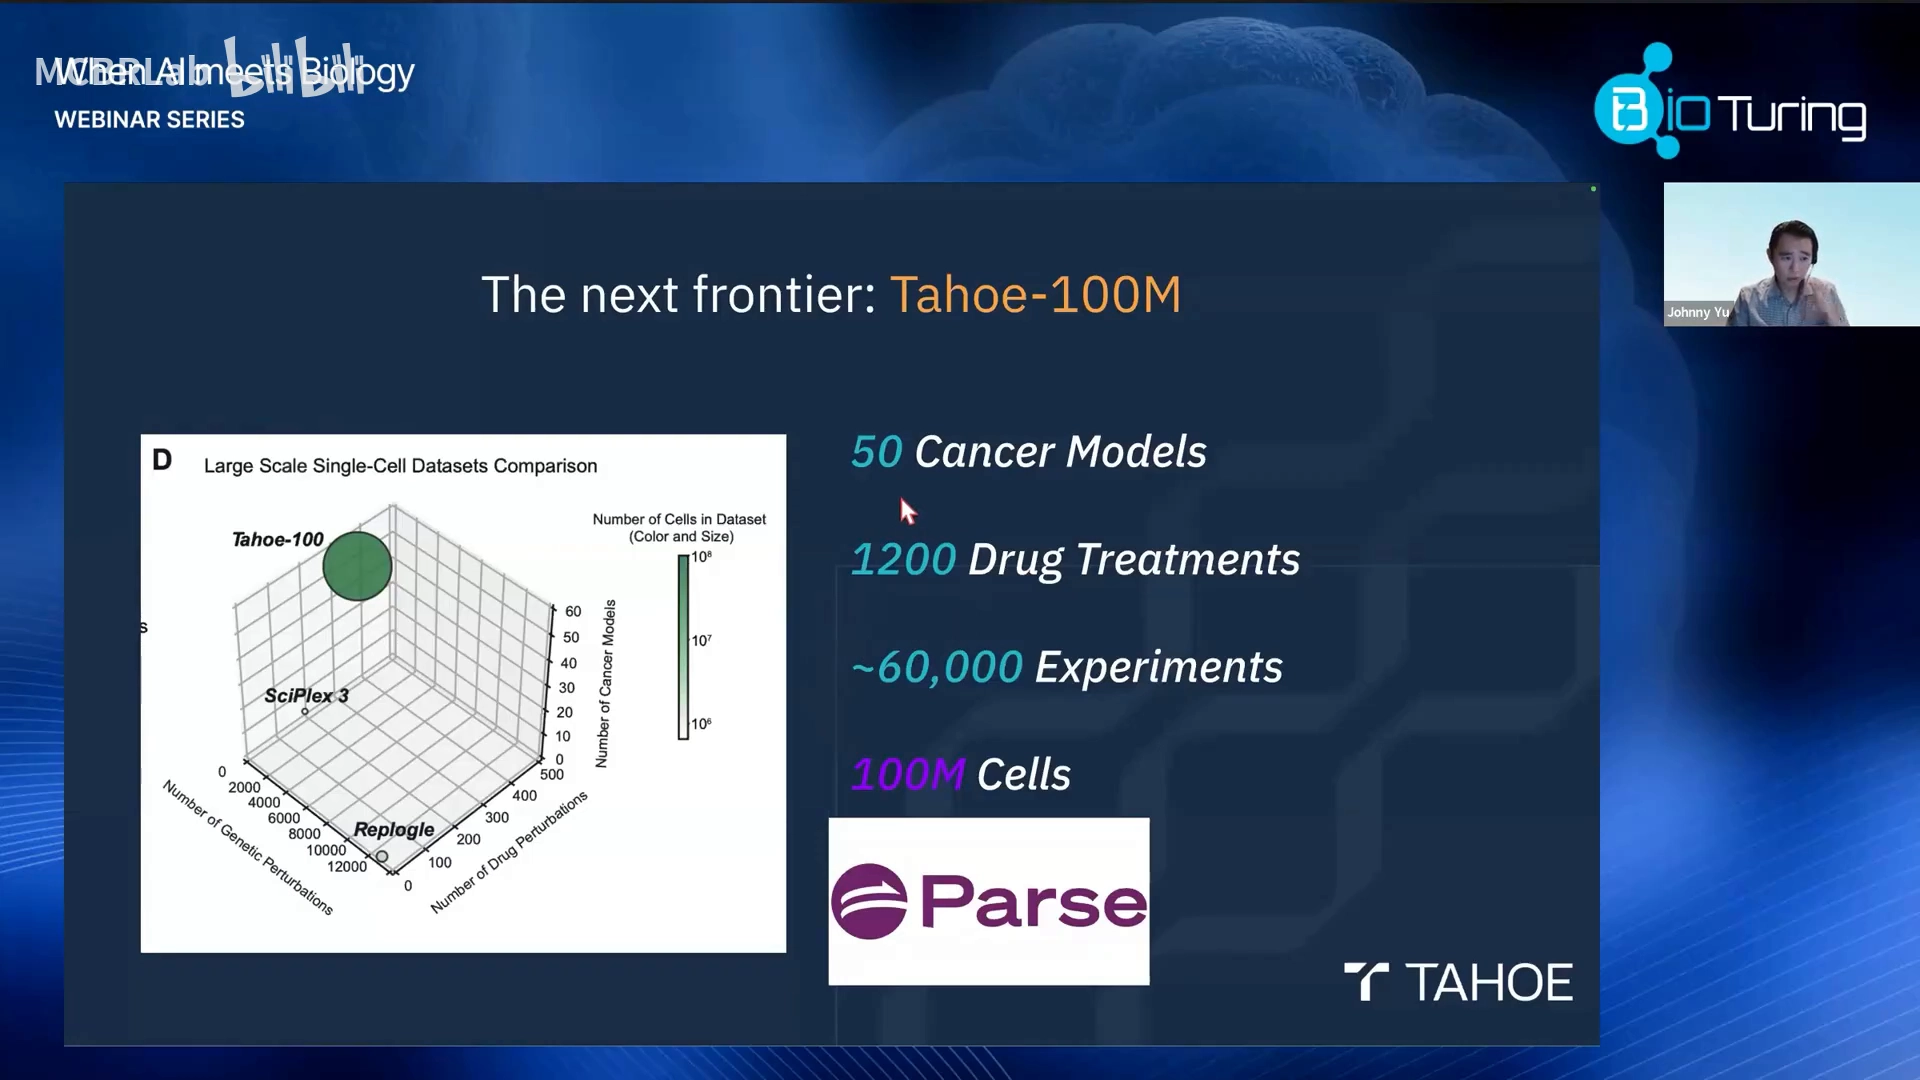 MCBRLab bilibili
When AI meets Biology
WEBINAR SERIES
BioTuring
Johnny Yu
The next frontier: Tahoe-100M
D
Large Scale Single-Cell Datasets Comparison
Number of Cells in Dataset
(Color and Size)
10⁸
10⁷
10⁶
Tahoe-100
SciPlex 3
Replogle
s
60
50
40
30
20
10
0
Number of Cancer Models
500
400
300
200
100
0
Number of Drug Perturbations
0
2000
4000
6000
8000
10000
12000
Number of Genetic Perturbations
50 Cancer Models
1200 Drug Treatments
~60,000 Experiments
100M Cells
Parse
TAHOE